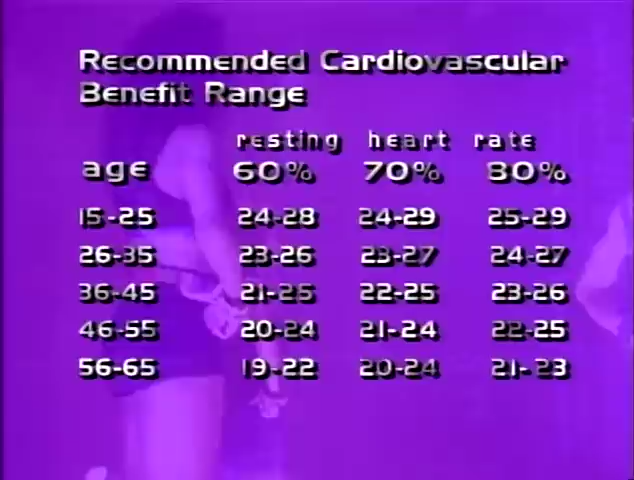 Recommended Cardiovascular
Benefit Range
resting heart rate
age 60% 70% 80%
15-25 24-28 24-29 25-29
26-35 23-26 23-27 24-27
36-45 21-25 22-25 23-26
46-55 20-24 21-24 22-25
56-65 19-22 20-24 21-23